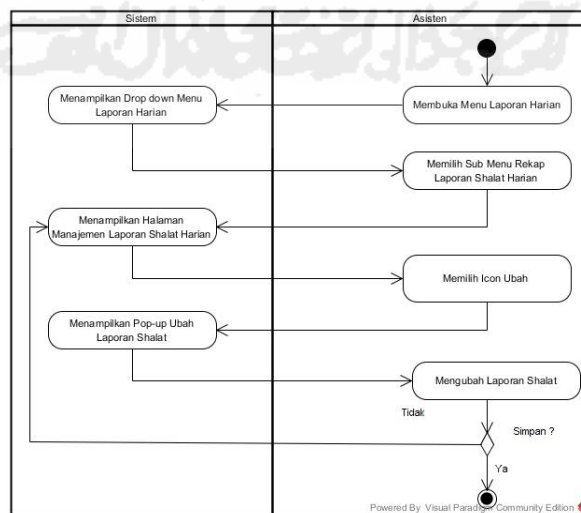 Sistem
Asisten
Membuka Menu Laporan Harian
Menampilkan Drop down Menu
Laporan Harian
Memilih Sub Menu Rekap
Laporan Shalat Harian
Menampilkan Halaman
Manajemen Laporan Shalat Harian
Memilih Icon Ubah
Menampilkan Pop-up Ubah
Laporan Shalat
Mengubah Laporan Shalat
Tidak
Simpan ?
Ya
Powered By Visual Paradigm Community Edition